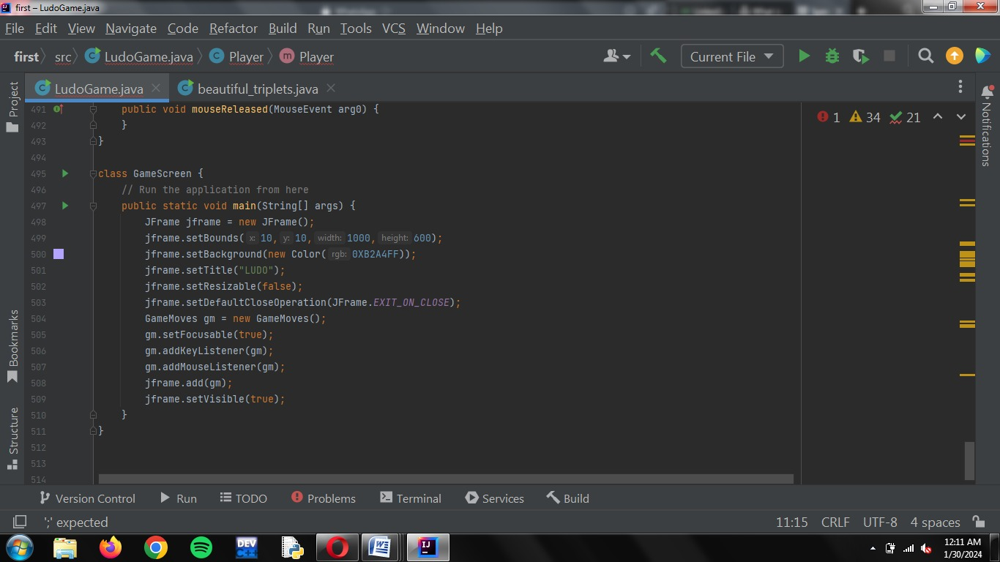 first – LudoGame.java
File Edit View Navigate Code Refactor Build Run Tools VCS Window Help
first src LudoGame.java Player Player Current File
LudoGame.java beautiful_triplets.java
Project
Bookmarks
Structure
Notifications
1 34 21
491 public void mouseReleased(MouseEvent arg0) {
492 }
493 }
494
495 class GameScreen {
496 // Run the application from here
497 public static void main(String[] args) {
498 JFrame jframe = new JFrame();
499 jframe.setBounds( x: 10, y: 10, width: 1000, height: 600);
500 jframe.setBackground(new Color( rgb: 0XB2A4FF));
501 jframe.setTitle("LUDO");
502 jframe.setResizable(false);
503 jframe.setDefaultCloseOperation(JFrame.EXIT_ON_CLOSE);
504 GameMoves gm = new GameMoves();
505 gm.setFocusable(true);
506 gm.addKeyListener(gm);
507 gm.addMouseListener(gm);
508 jframe.add(gm);
509 jframe.setVisible(true);
510 }
511 }
512
513
514
Version Control Run TODO Problems Terminal Services Build
';' expected 11:15 CRLF UTF-8 4 spaces
DEV C++ W IJ
12:11 AM
1/30/2024